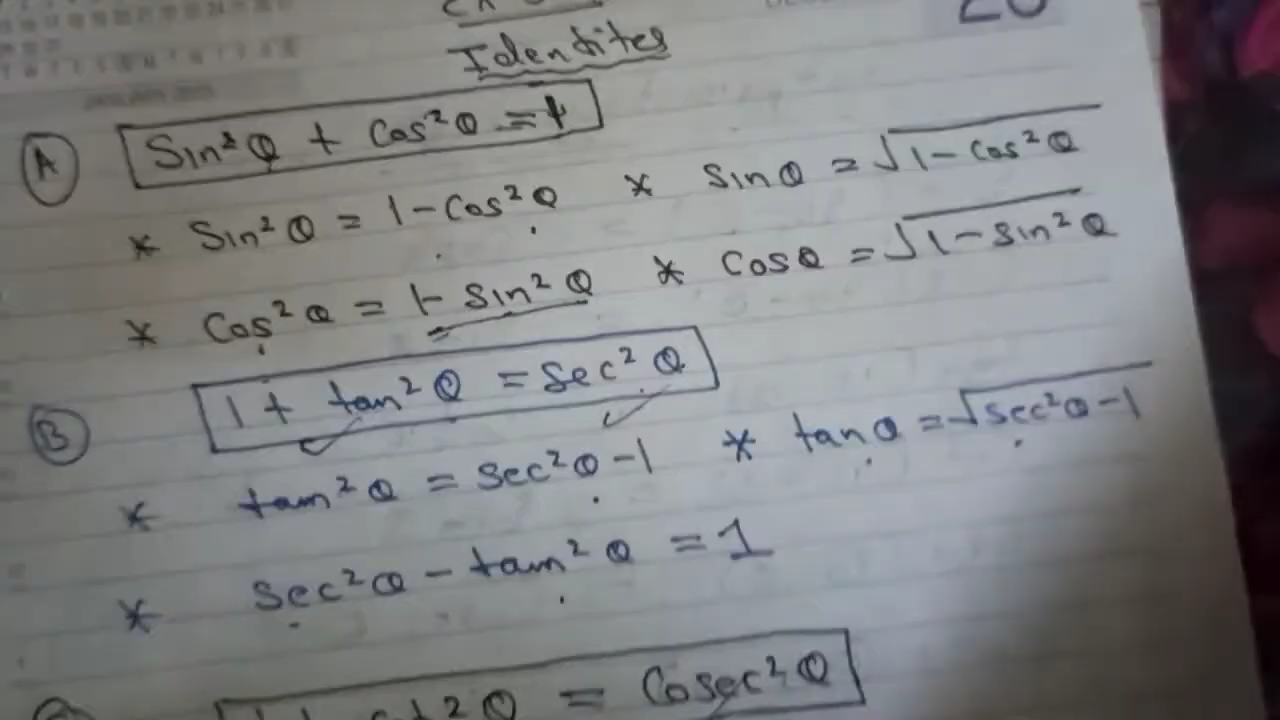 Identites
(A) Sin²θ + Cos²θ = 1
* Sin²θ = 1 - Cos²θ * sinθ = √1 - Cos²θ
* Cos²θ = 1 - Sin²θ * Cosθ = √1 - sin²θ
(B) 1 + tan²θ = Sec²θ
* tan²θ = Sec²θ - 1 * tanθ = √sec²θ - 1
* Sec²θ - tan²θ = 1
²θ = Cosec²θ